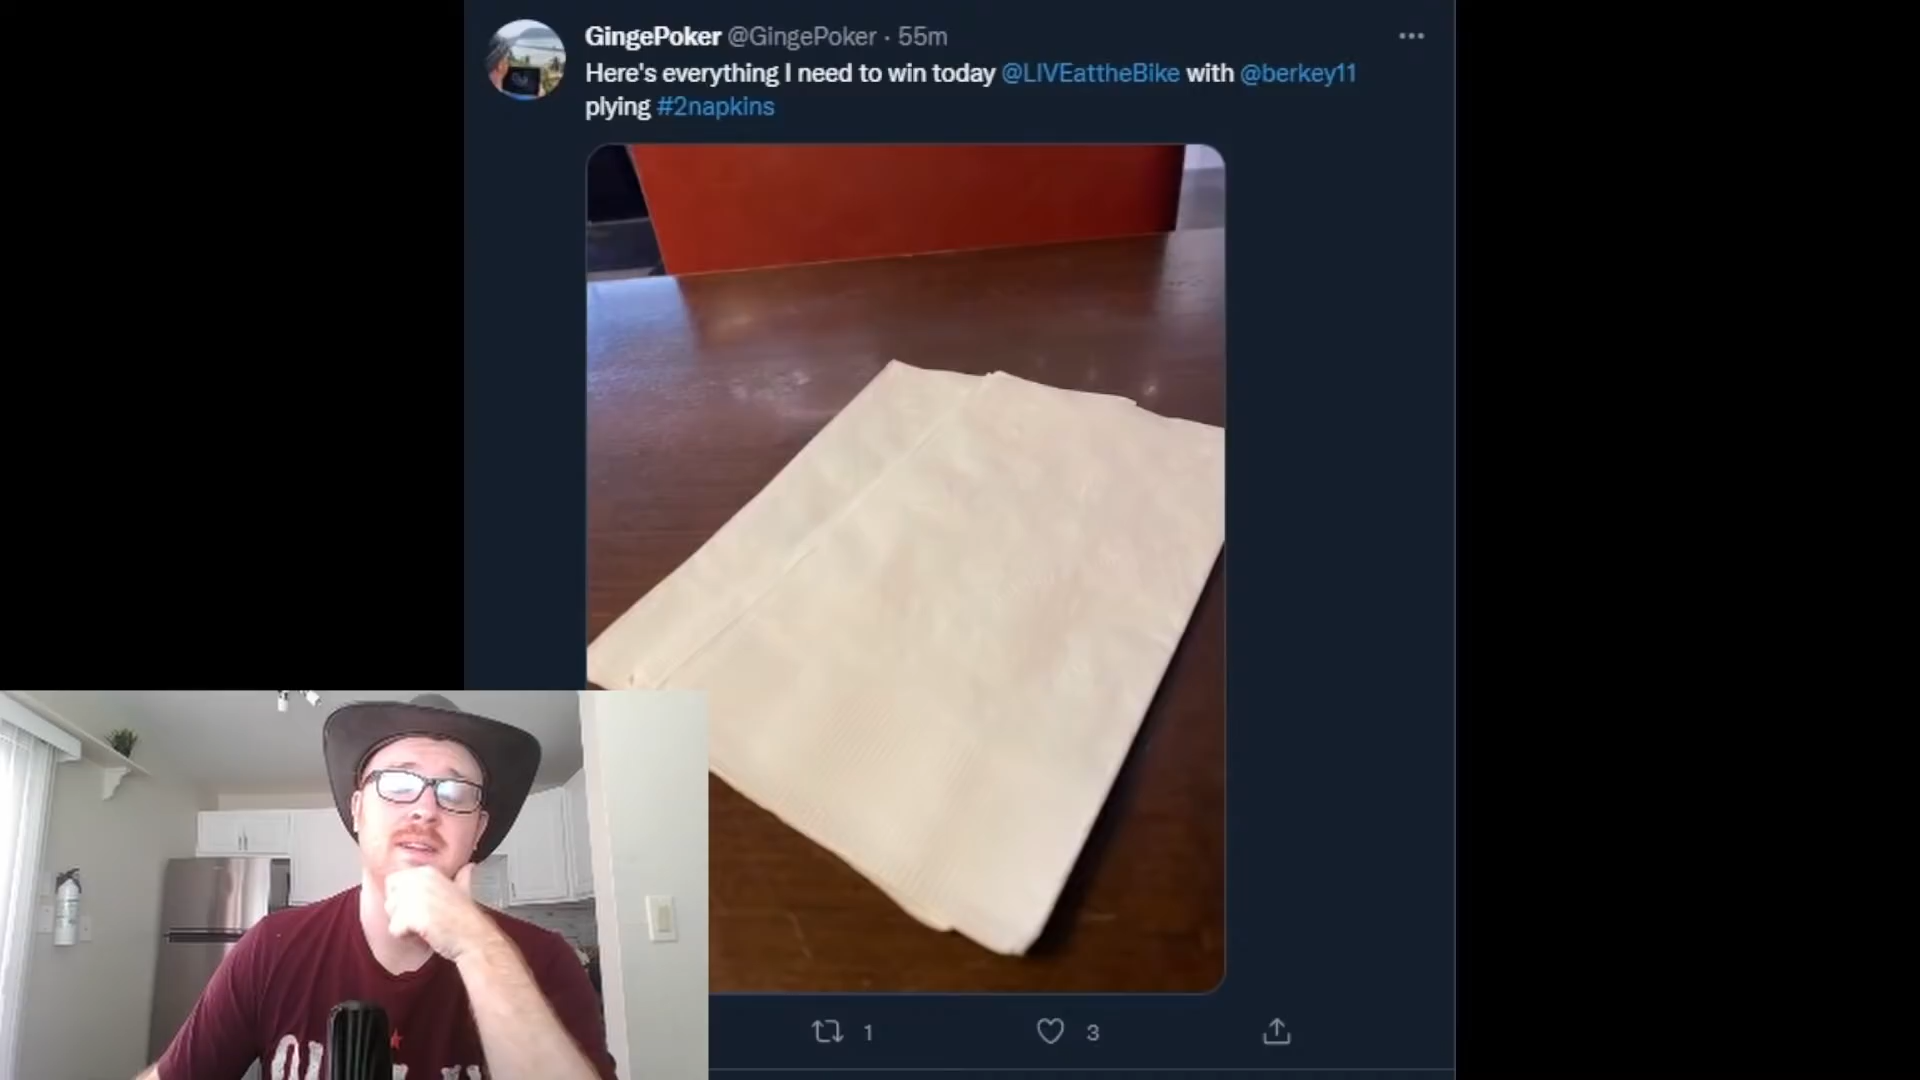 GingePoker @GingePoker · 55m
Here's everything I need to win today @LIVEattheBike with @berkey11
plying #2napkins
1
3